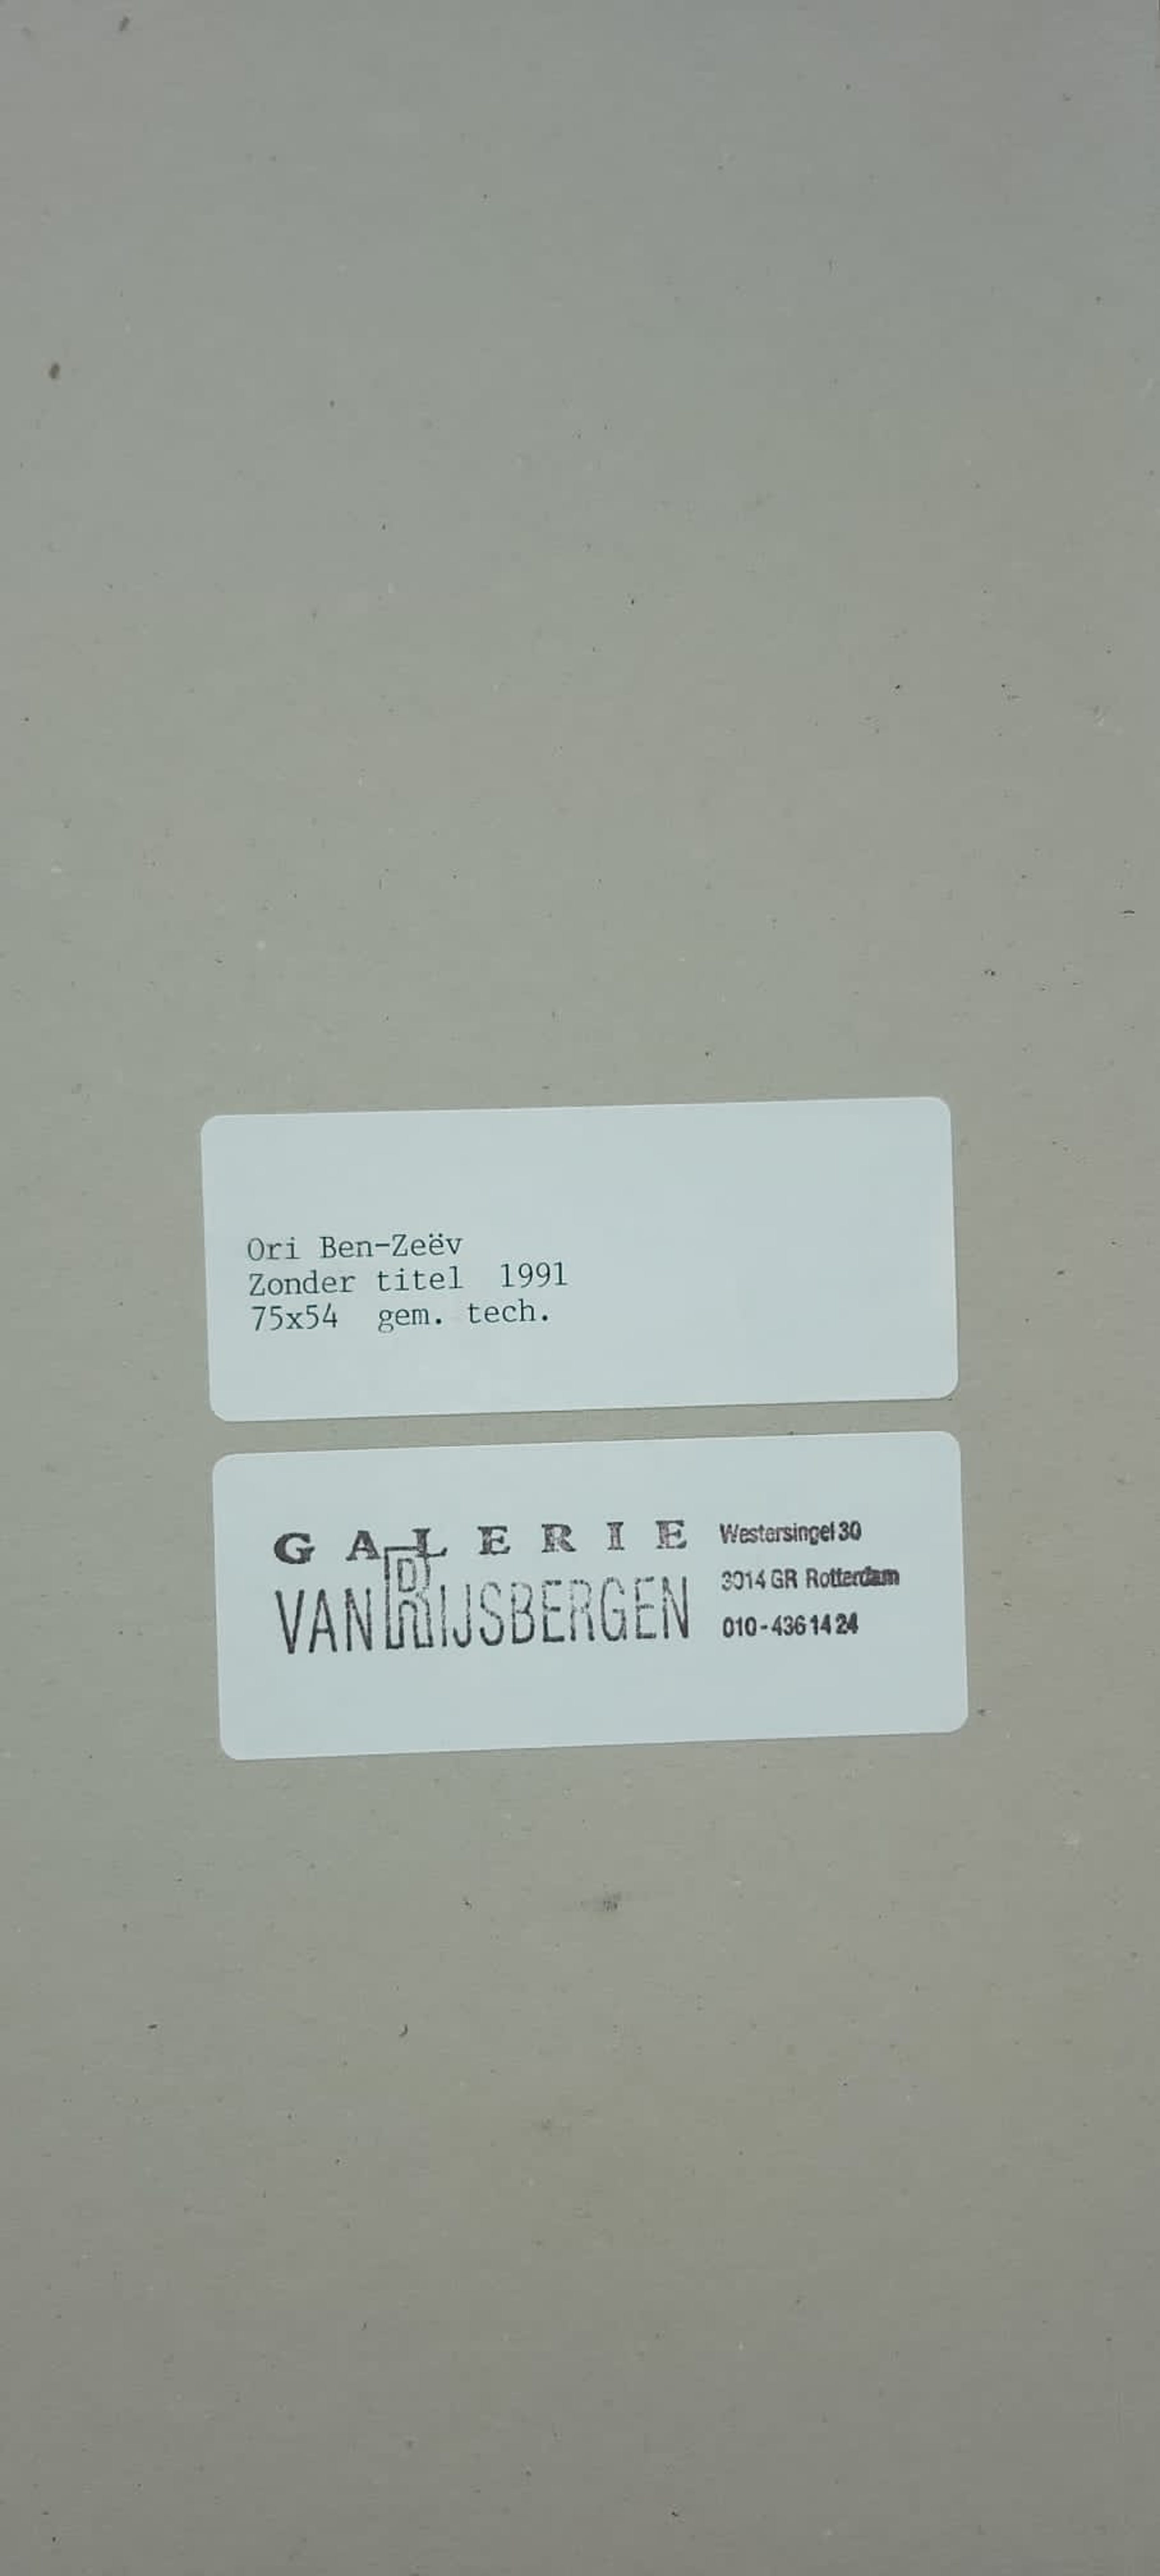 Ori Ben-Zeëv
Zonder titel 1991
75x54 gem. tech.
GALERIE
VAN RIJSBERGEN
Westersingel 30
3014 GR Rotterdam
010-436 14 24